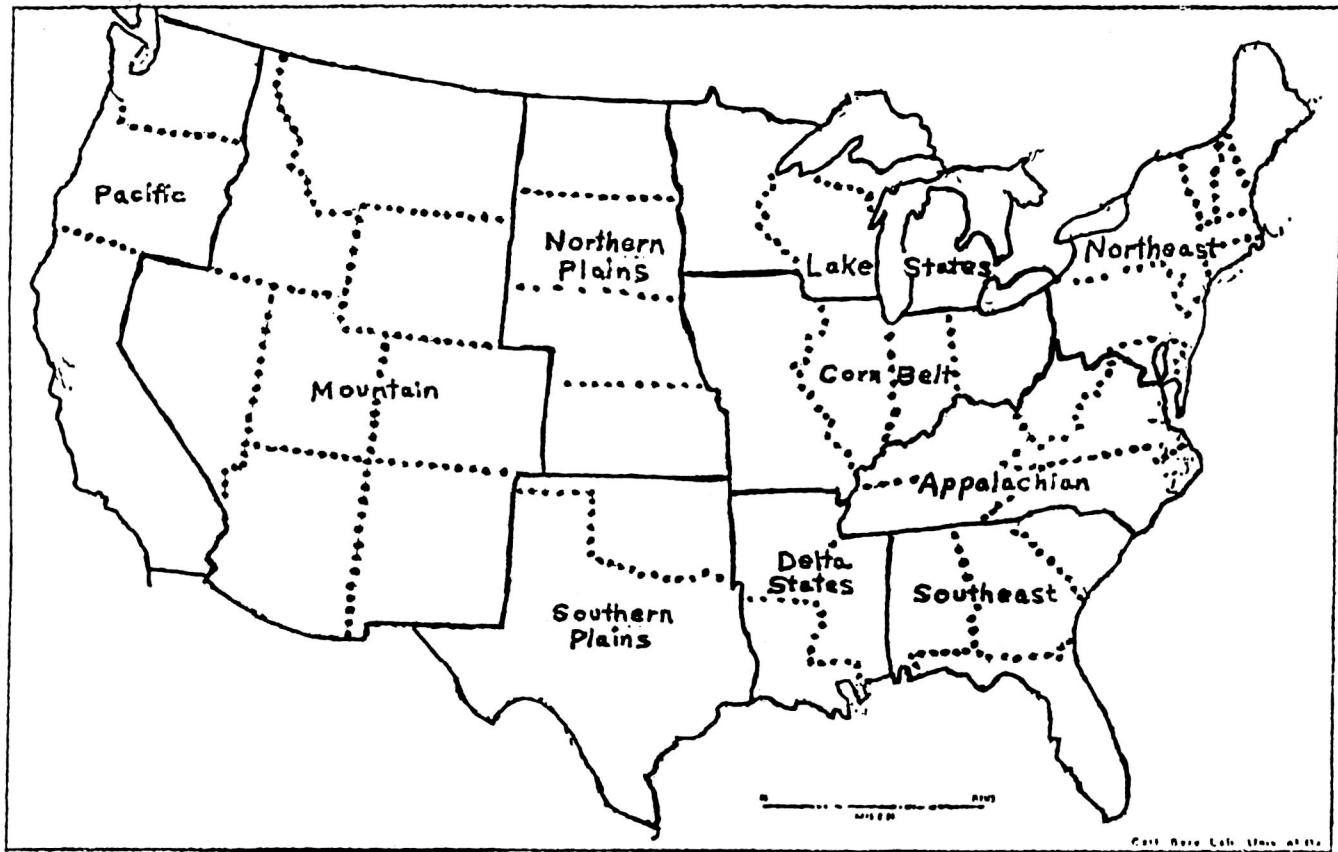 Pacific
Northern
Plains
Lake States
Northeast
Mountain
Corn Belt
Appalachian
Delta
States
Southeast
Southern
Plains